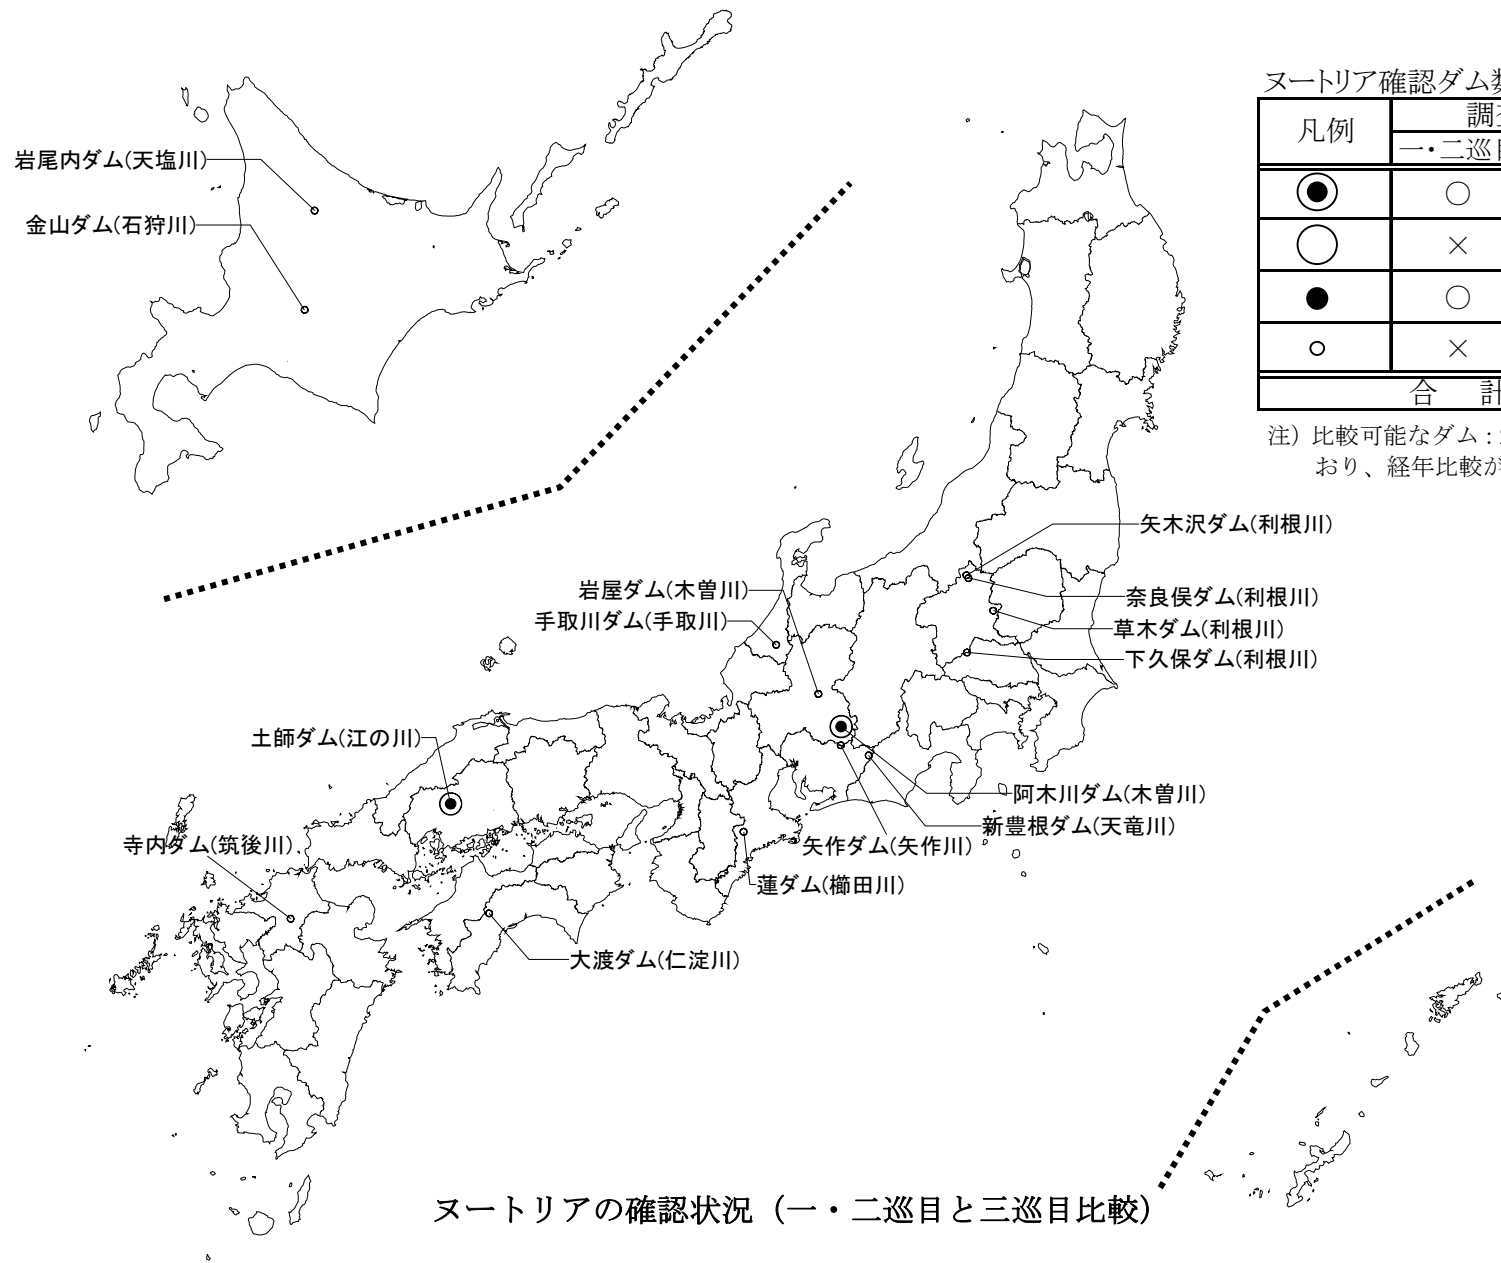 ヌートリア確認ダム
凡例
一・二巡
○
×
○
×
合 計
注) 比較可能なダム:
おり、経年比較が
岩尾内ダム(天塩川)
金山ダム(石狩川)
矢木沢ダム(利根川)
奈良俣ダム(利根川)
草木ダム(利根川)
下久保ダム(利根川)
岩屋ダム(木曽川)
手取川ダム(手取川)
土師ダム(江の川)
阿木川ダム(木曽川)
新豊根ダム(天竜川)
矢作ダム(矢作川)
蓮ダム(櫛田川)
寺内ダム(筑後川)
大渡ダム(仁淀川)
ヌートリアの確認状況(一・二巡目と三巡目比較)